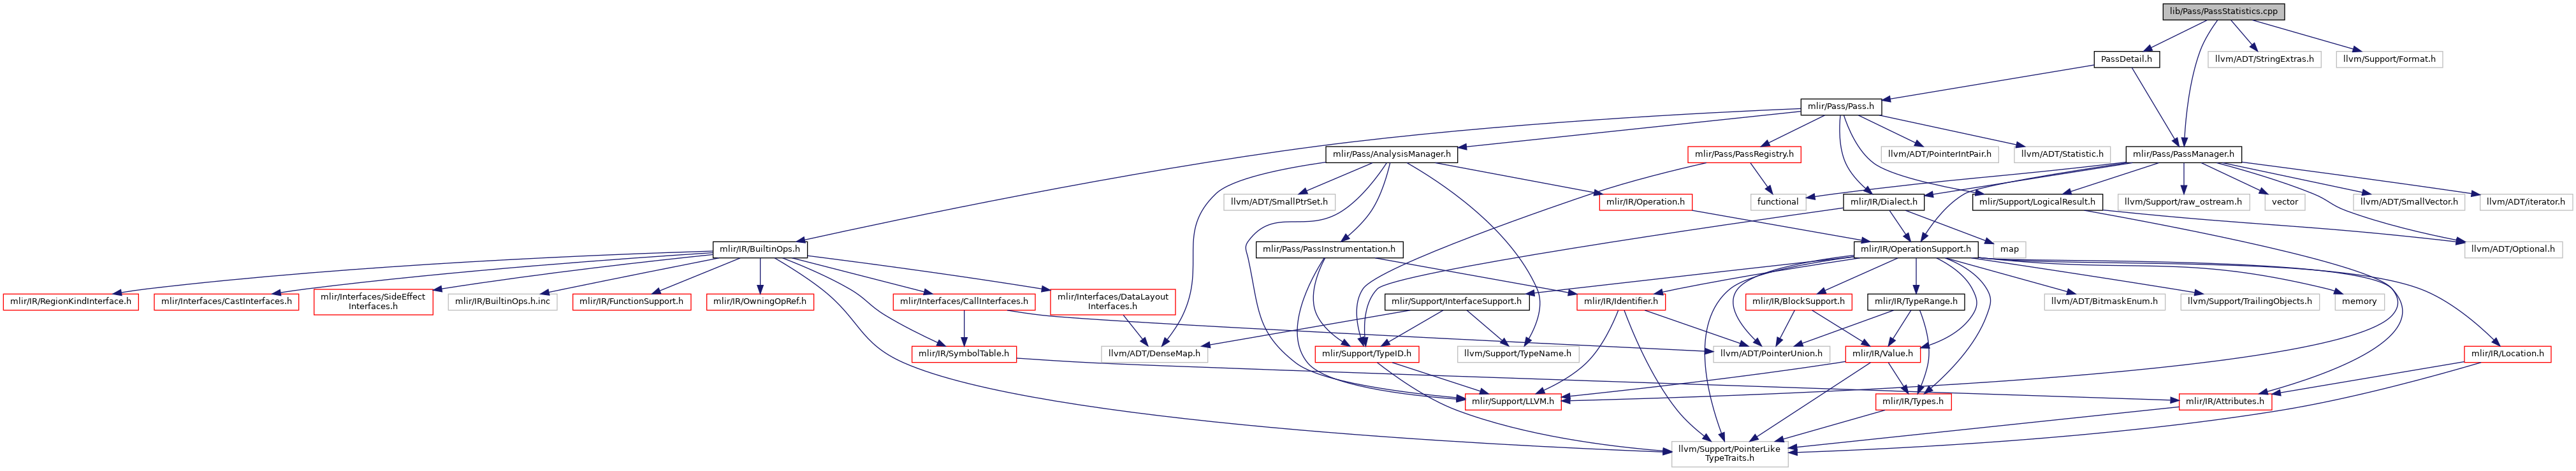 lib/Pass/PassStatistics.cpp
PassDetail.h
llvm/ADT/StringExtras.h
llvm/Support/Format.h
mlir/Pass/Pass.h
mlir/Pass/AnalysisManager.h
mlir/Pass/PassRegistry.h
llvm/ADT/PointerIntPair.h
llvm/ADT/Statistic.h
mlir/Pass/PassManager.h
llvm/ADT/SmallPtrSet.h
mlir/IR/Operation.h
functional
mlir/IR/Dialect.h
mlir/Support/LogicalResult.h
llvm/Support/raw_ostream.h
vector
llvm/ADT/SmallVector.h
llvm/ADT/iterator.h
mlir/IR/BuiltinOps.h
mlir/Pass/PassInstrumentation.h
mlir/IR/OperationSupport.h
map
llvm/ADT/Optional.h
mlir/IR/RegionKindInterface.h
mlir/Interfaces/CastInterfaces.h
mlir/Interfaces/SideEffect
Interfaces.h
mlir/IR/BuiltinOps.h.inc
mlir/IR/FunctionSupport.h
mlir/IR/OwningOpRef.h
mlir/Interfaces/CallInterfaces.h
mlir/Interfaces/DataLayout
Interfaces.h
mlir/Support/InterfaceSupport.h
mlir/IR/Identifier.h
mlir/IR/BlockSupport.h
mlir/IR/TypeRange.h
llvm/ADT/BitmaskEnum.h
llvm/Support/TrailingObjects.h
memory
mlir/IR/SymbolTable.h
llvm/ADT/DenseMap.h
mlir/Support/TypeID.h
llvm/Support/TypeName.h
llvm/ADT/PointerUnion.h
mlir/IR/Value.h
mlir/IR/Location.h
mlir/Support/LLVM.h
mlir/IR/Types.h
mlir/IR/Attributes.h
llvm/Support/PointerLike
TypeTraits.h